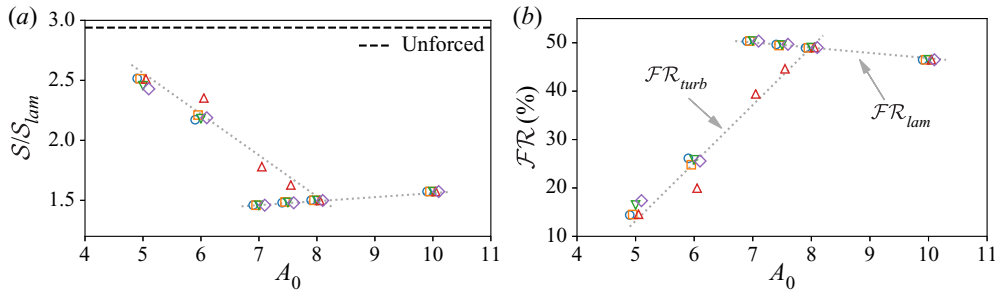 (a)
3.0
2.5
2.0
1.5
S/S_lam
Unforced
4 5 6 7 8 9 10 11
A_0
(b)
60
50
40
30
20
10
FR (%)
FR_turb
FR_lam
4 5 6 7 8 9 10 11
A_0